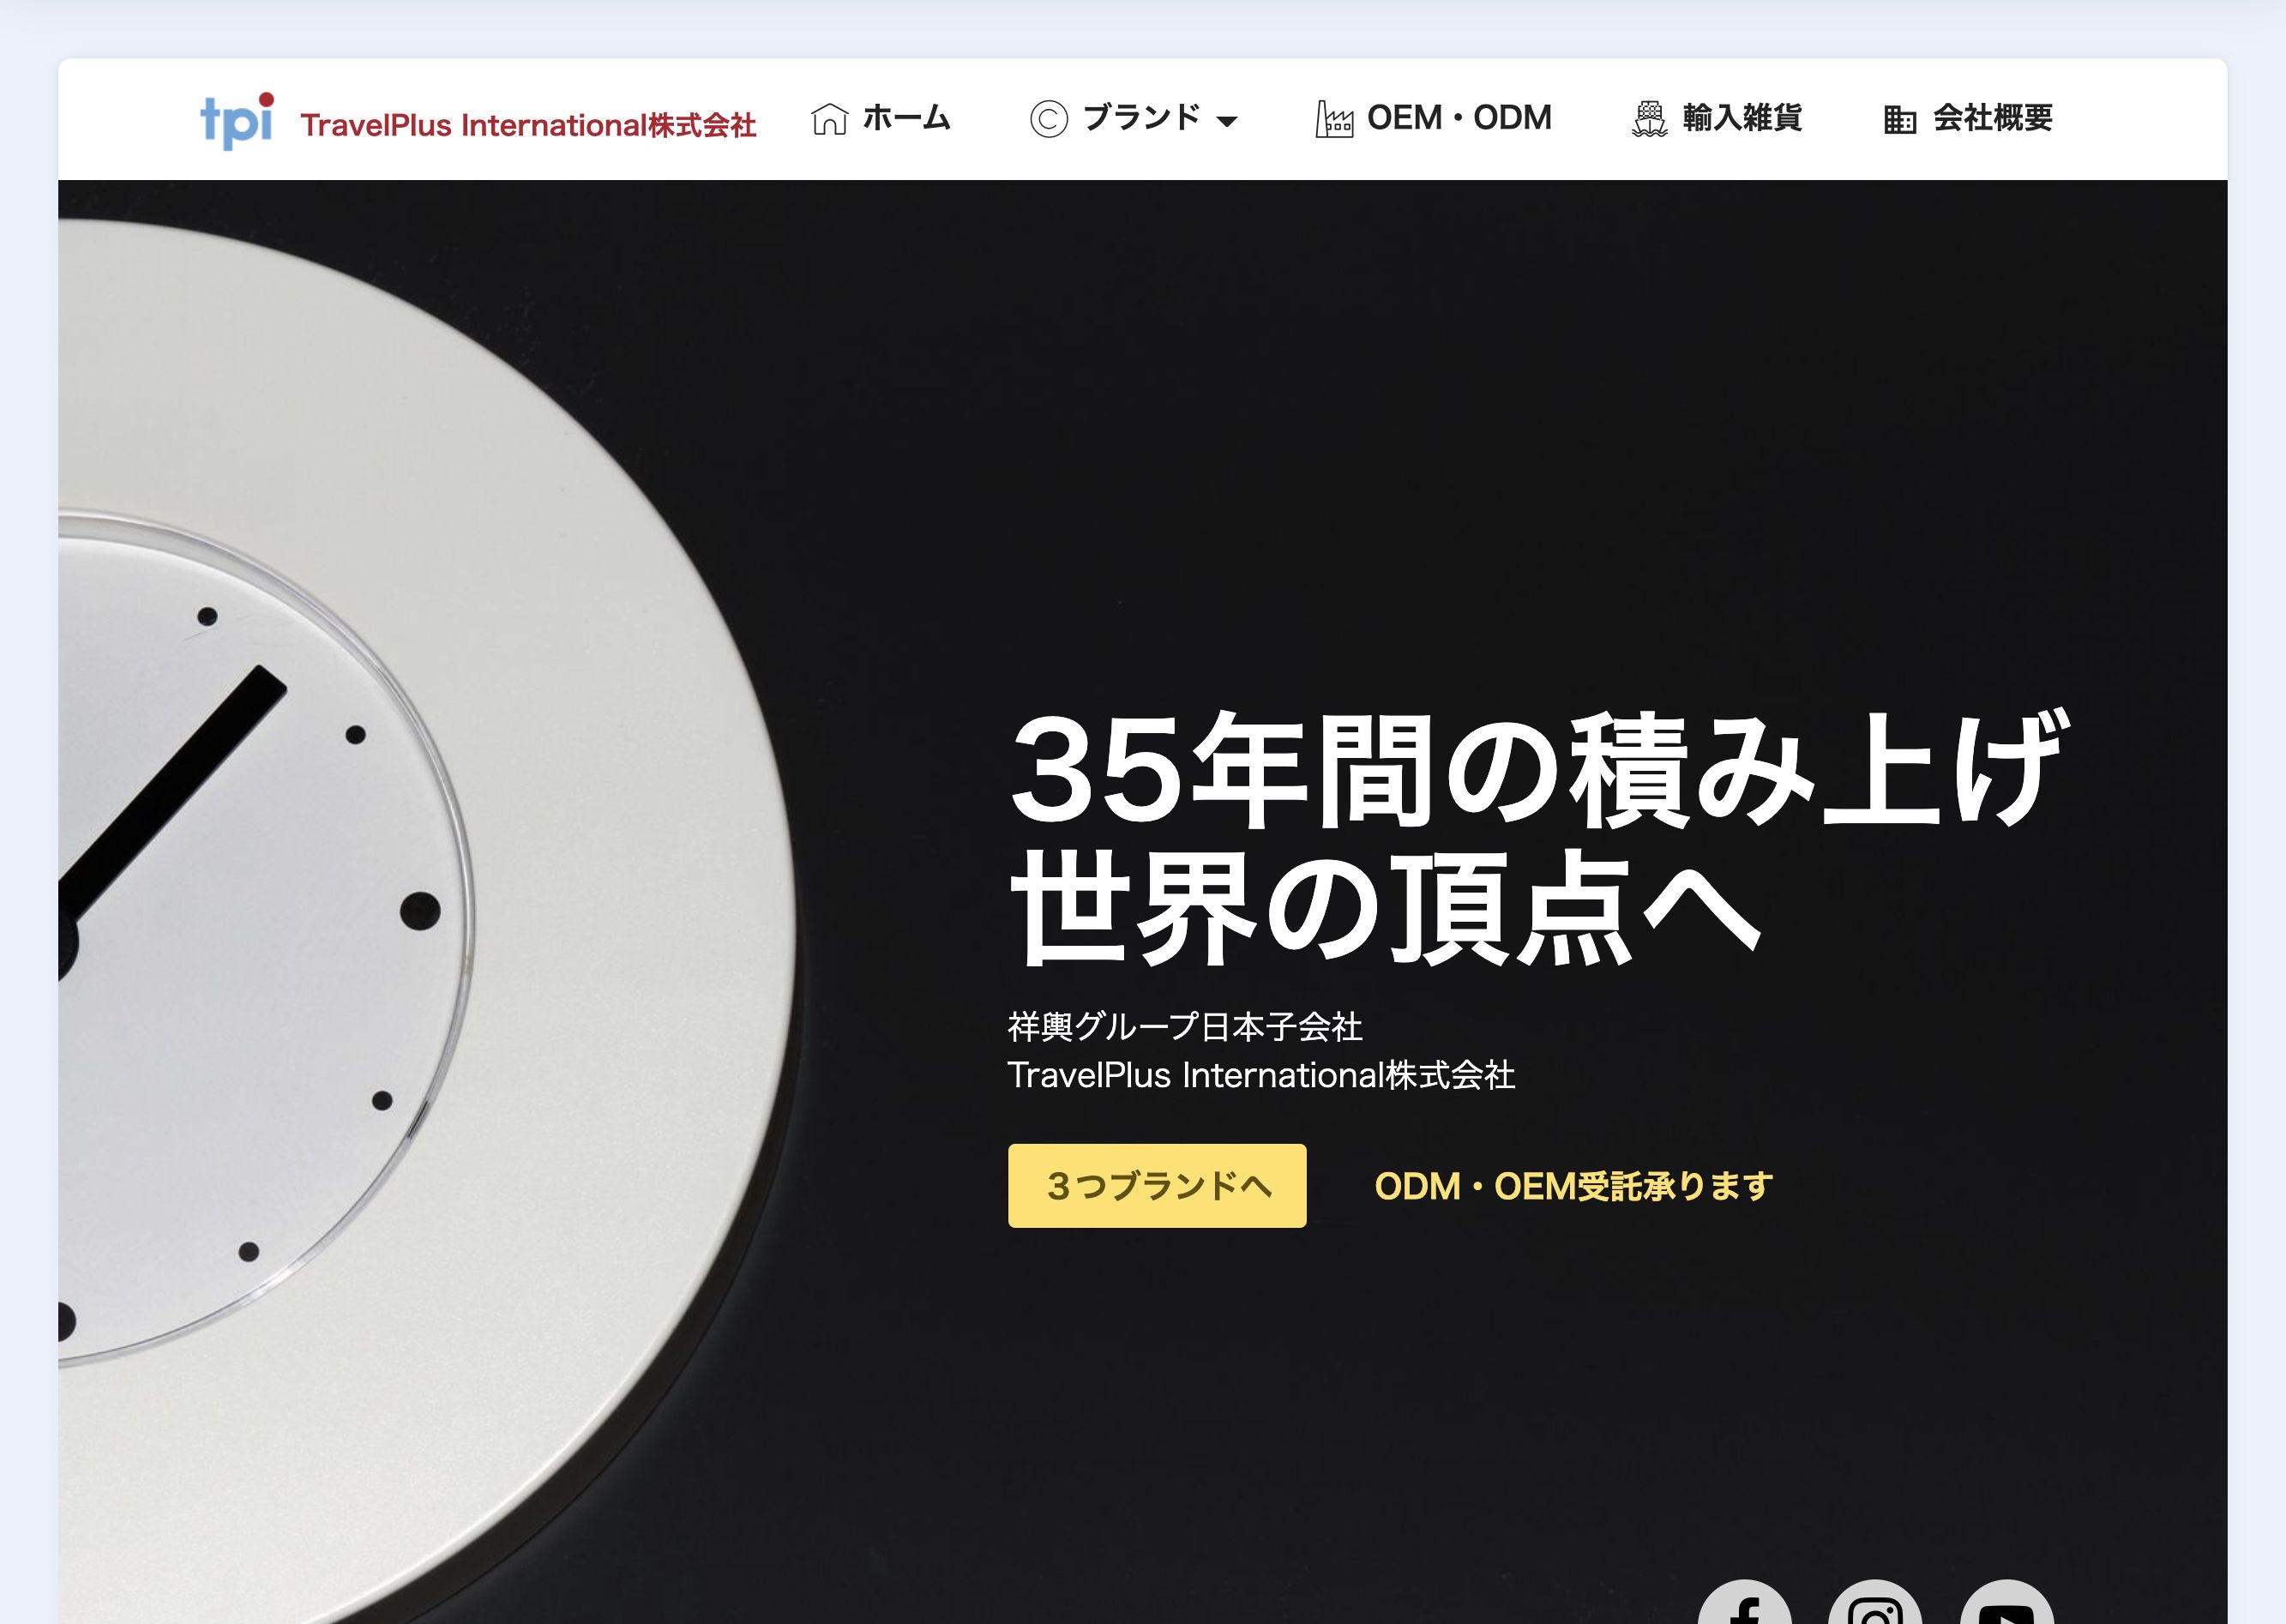 tpi TravelPlus International株式会社 ホーム ブランド OEM・ODM 輸入雑貨 会社概要
35年間の積み上げ
世界の頂点へ
祥輿グループ日本子会社
TravelPlus International株式会社
３つブランドへ ODM・OEM受託承ります